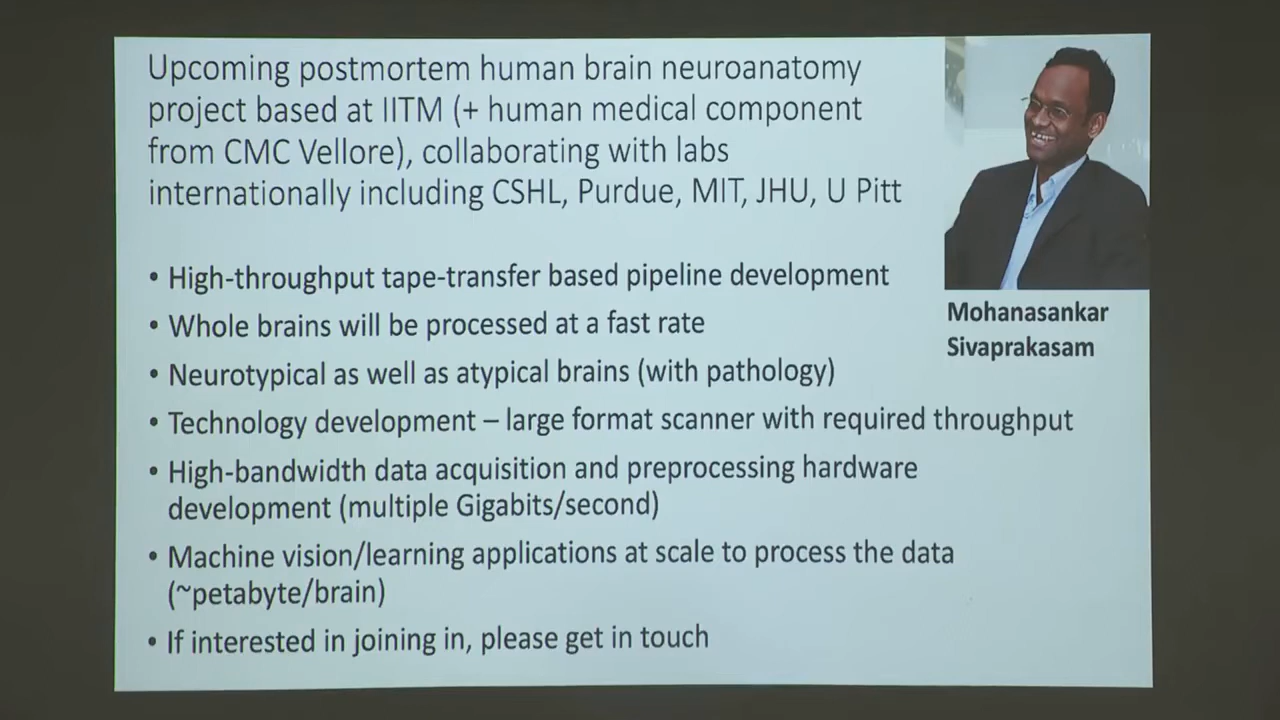 Upcoming postmortem human brain neuroanatomy
project based at IITM (+ human medical component
from CMC Vellore), collaborating with labs
internationally including CSHL, Purdue, MIT, JHU, U Pitt
• High-throughput tape-transfer based pipeline development
• Whole brains will be processed at a fast rate
• Neurotypical as well as atypical brains (with pathology)
• Technology development – large format scanner with required throughput
• High-bandwidth data acquisition and preprocessing hardware
development (multiple Gigabits/second)
• Machine vision/learning applications at scale to process the data
(~petabyte/brain)
• If interested in joining in, please get in touch
Mohanasankar
Sivaprakasam